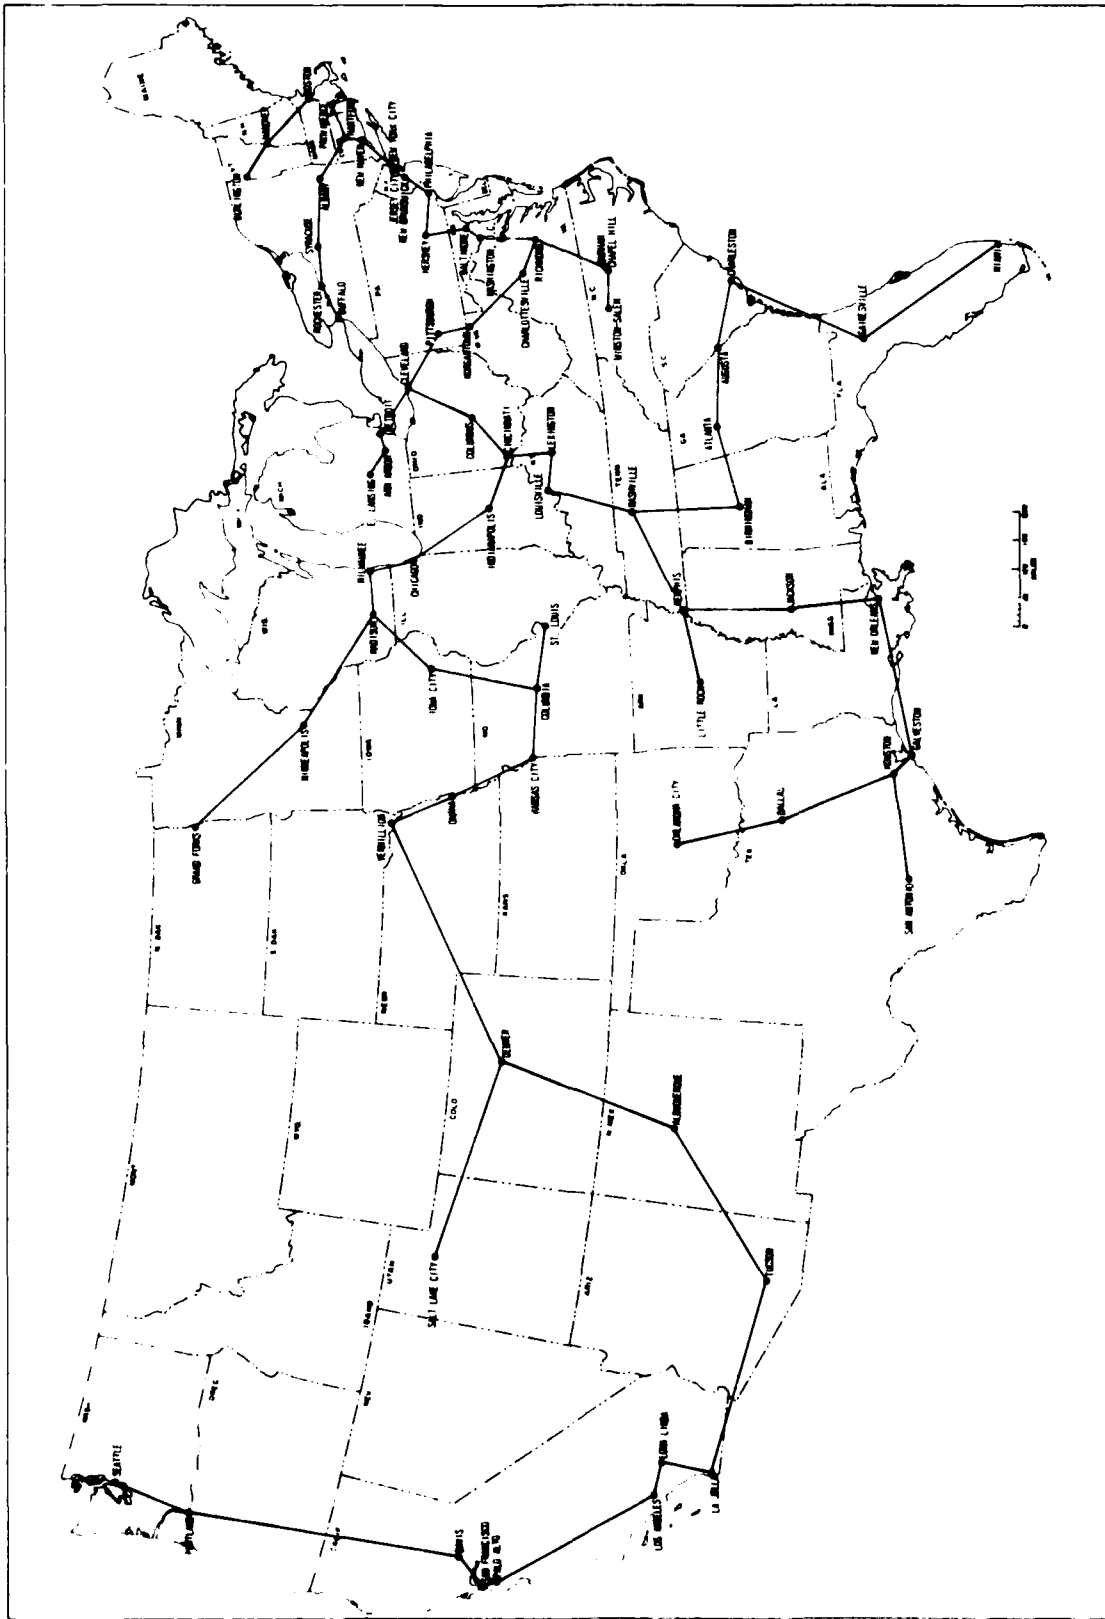 SEATTLE
PORTLAND
DAVIS
SAN FRANCISCO
PALO ALTO
LOS ANGELES
LOMA LINDA
LA JOLLA
TUCSON
SALT LAKE CITY
ALBUQUERQUE
DENVER
GRAND FORKS
VERMILLION
OMAHA
KANSAS CITY
OKLAHOMA CITY
DALLAS
SAN ANTONIO
HOUSTON
GALVESTON
MINNEAPOLIS
IOWA CITY
COLUMBIA
ST. LOUIS
LITTLE ROCK
MADISON
MILWAUKEE
CHICAGO
INDIANAPOLIS
MEMPHIS
JACKSON
NEW ORLEANS
E. LANSING
ANN ARBOR
DETROIT
CLEVELAND
COLUMBUS
CINCINNATI
LOUISVILLE
LEXINGTON
NASHVILLE
BIRMINGHAM
ATLANTA
AUGUSTA
CHARLESTON
GAINESVILLE
MIAMI
PITTSBURGH
MORGANTOWN
CHARLOTTESVILLE
RICHMOND
WINSTON-SALEM
DURHAM
CHAPEL HILL
WASHINGTON, D.C.
BALTIMORE
HERSHEY
PHILADELPHIA
NEW BRUNSWICK
JERSEY CITY
NEW YORK CITY
NEW HAVEN
HARTFORD
PROVIDENCE
BOSTON
HANOVER
BURLINGTON
ALBANY
SYRACUSE
ROCHESTER
BUFFALO
MAINE
PA
OHIO
IND
ILL
MICH
WIS
IOWA
MO
N DAK
S DAK
NEBR
KANS
OKLA
TEX
COLO
N MEX
ARIZ
UTAH
IDAHO
NEV
OREG
WASH
MONT
WYO
ARK
LA
MISS
ALA
GA
FLA
S C
N C
TENN
KY
VA
MILES